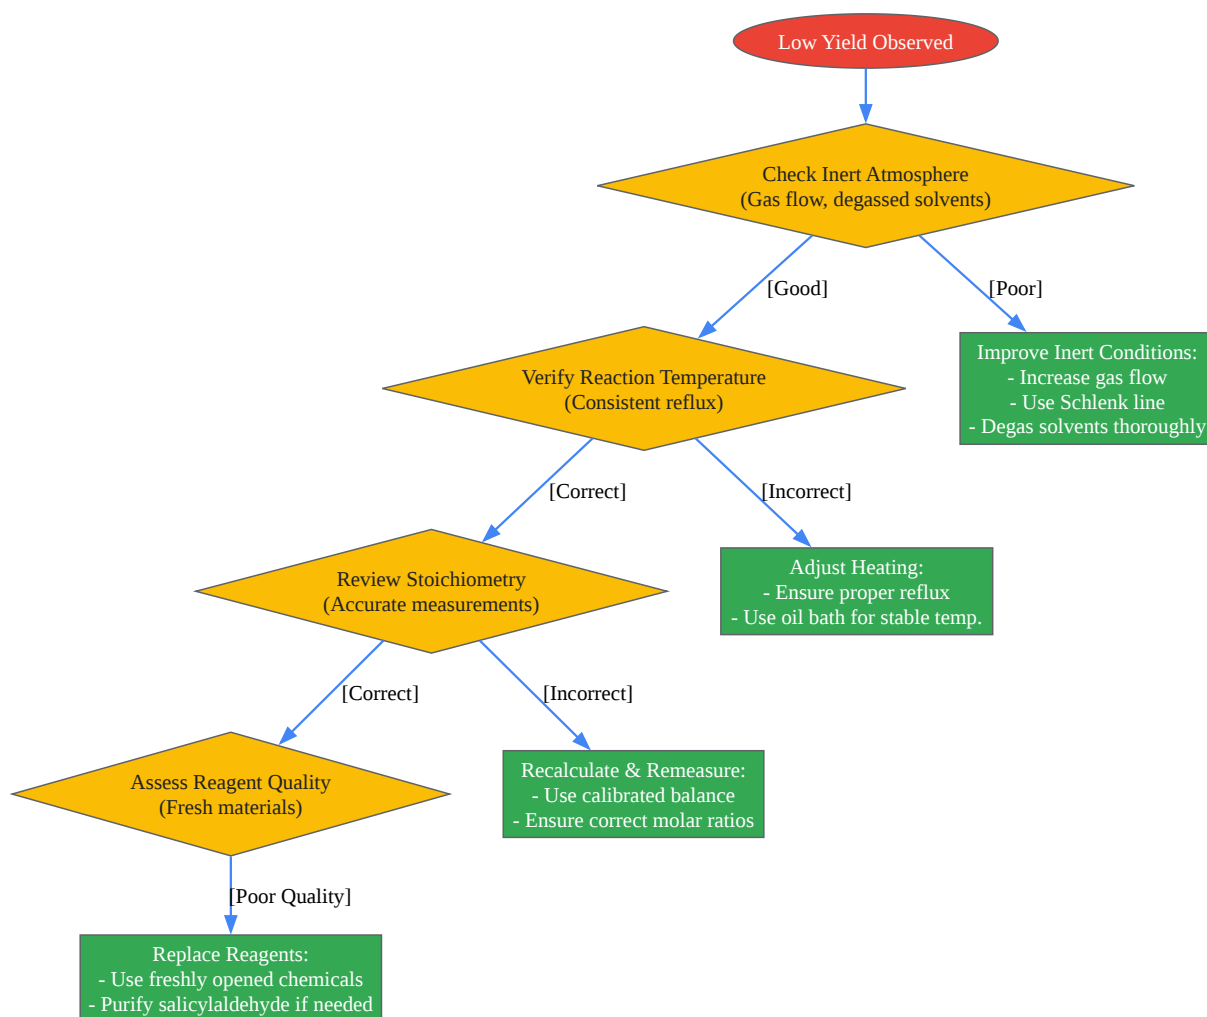 Low Yield Observed
Check Inert Atmosphere
(Gas flow, degassed solvents)
[Good]
[Poor]
Improve Inert Conditions:
- Increase gas flow
- Use Schlenk line
- Degas solvents thoroughly
Verify Reaction Temperature
(Consistent reflux)
[Correct]
[Incorrect]
Adjust Heating:
- Ensure proper reflux
- Use oil bath for stable temp.
Review Stoichiometry
(Accurate measurements)
[Correct]
[Incorrect]
Recalculate & Remeasure:
- Use calibrated balance
- Ensure correct molar ratios
Assess Reagent Quality
(Fresh materials)
[Poor Quality]
Replace Reagents:
- Use freshly opened chemicals
- Purify salicylaldehyde if needed